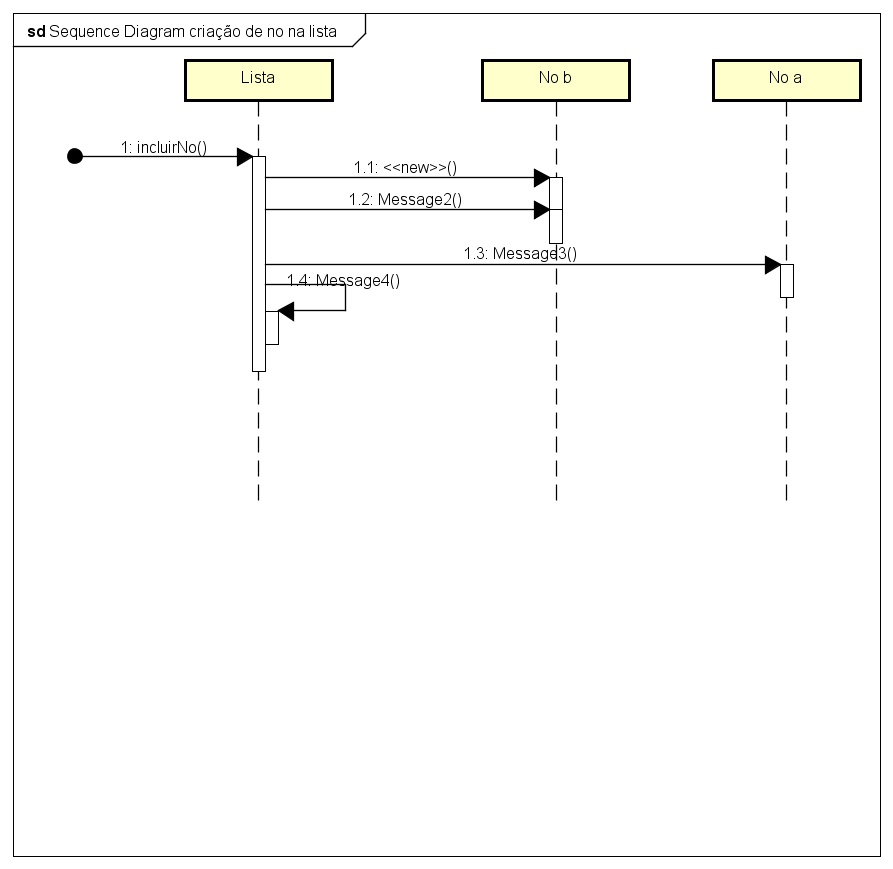 sd Sequence Diagram criação de no na lista
Lista
No b
No a
1: incluirNo()
1.1: <<new>>()
1.2: Message2()
1.3: Message3()
1.4: Message4()